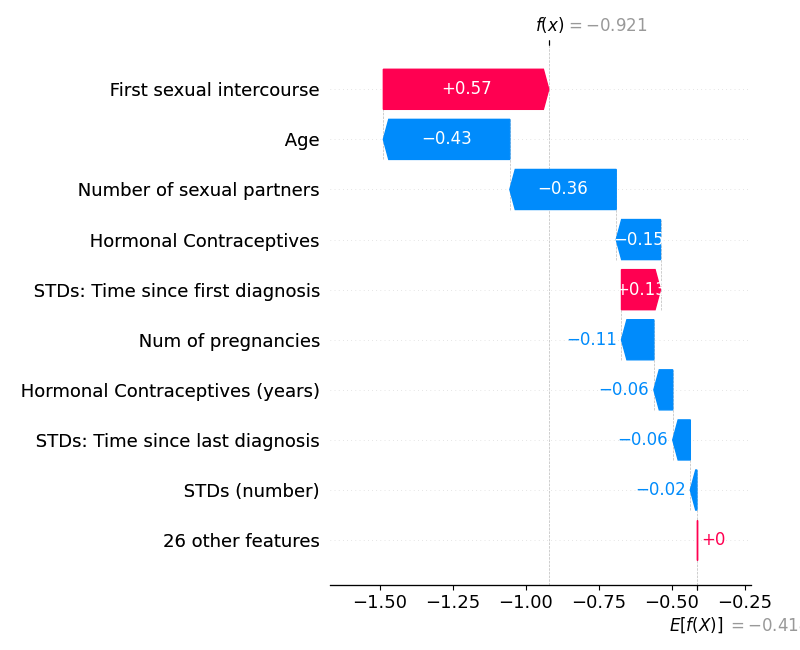 f(x) = −0.921
First sexual intercourse +0.57
Age −0.43
Number of sexual partners −0.36
Hormonal Contraceptives −0.15
STDs: Time since first diagnosis +0.13
Num of pregnancies −0.11
Hormonal Contraceptives (years) −0.06
STDs: Time since last diagnosis −0.06
STDs (number) −0.02
26 other features +0
−1.50 −1.25 −1.00 −0.75 −0.50 −0.25
E[f(X)] = −0.41